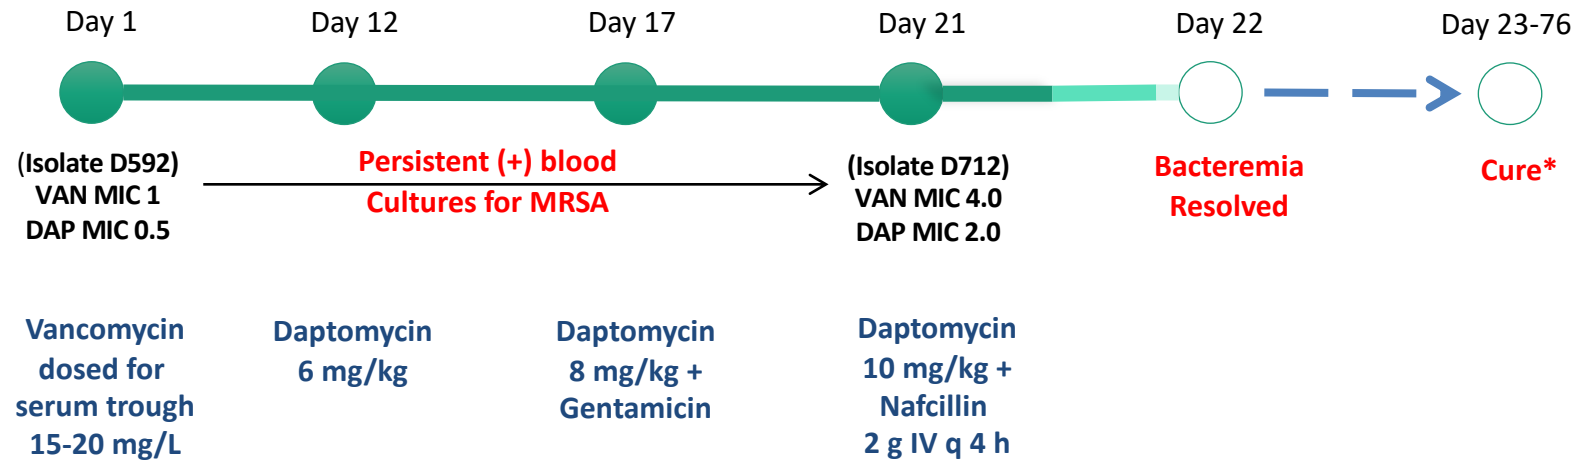 Day 1
Day 12
Day 17
Day 21
Day 22
Day 23-76
(Isolate D592)
VAN MIC 1
DAP MIC 0.5
Persistent (+) blood
Cultures for MRSA
(Isolate D712)
VAN MIC 4.0
DAP MIC 2.0
Bacteremia
Resolved
Cure*
Vancomycin
dosed for
serum trough
15-20 mg/L
Daptomycin
6 mg/kg
Daptomycin
8 mg/kg +
Gentamicin
Daptomycin
10 mg/kg +
Nafcillin
2 g IV q 4 h